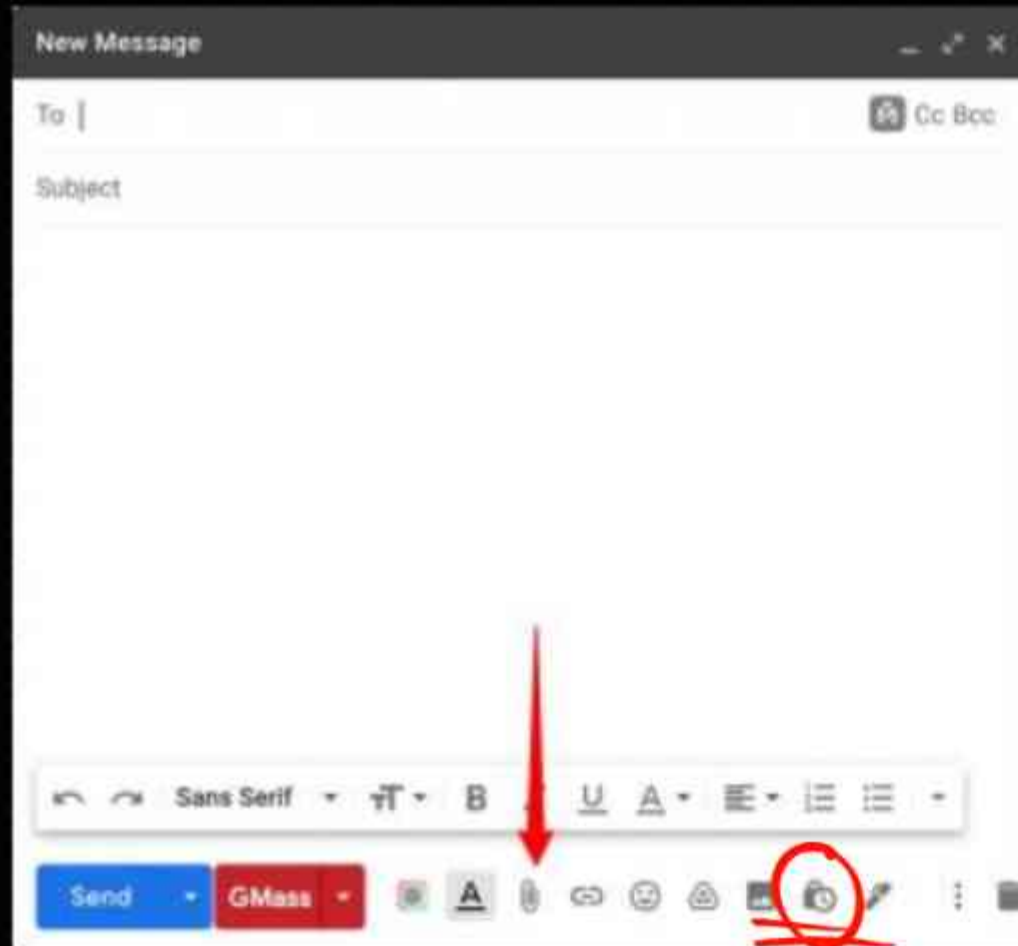 New Message
To
Cc Bcc
Subject
Sans Serif
B U A
Send GMass A